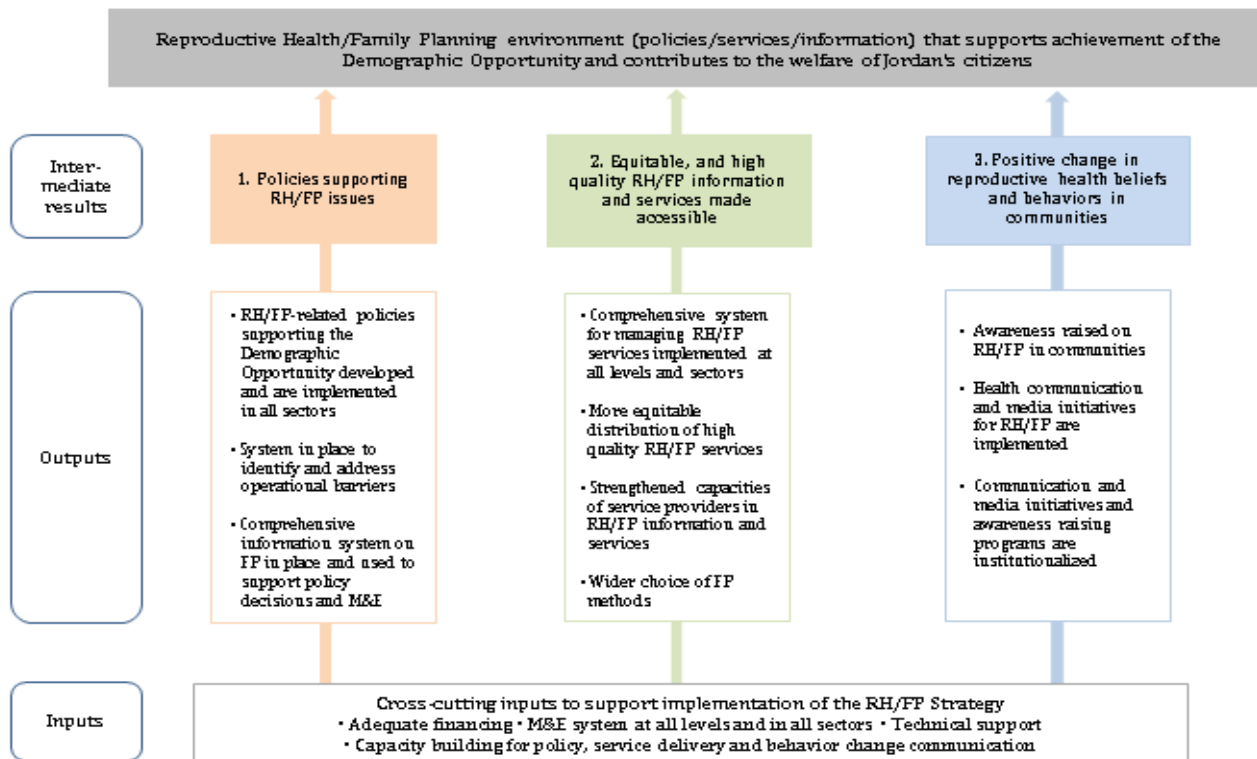 Reproductive Health/Family Planning environment (policies/services/information) that supports achievement of the
Demographic Opportunity and contributes to the welfare of Jordan's citizens
Inter-
mediate
results
1. Policies supporting
RH/FP issues
2. Equitable, and high
quality RH/FP information
and services made
accessible
3. Positive change in
reproductive health beliefs
and behaviors in
communities
Outputs
• RH/FP-related policies
supporting the
Demographic
Opportunity developed
and are implemented
in all sectors
• System in place to
identify and address
operational barriers
• Comprehensive
information system on
FP in place and used to
support policy
decisions and M&E
• Comprehensive system
for managing RH/FP
services implemented at
all levels and sectors
• More equitable
distribution of high
quality RH/FP services
• Strengthened capacities
of service providers in
RH/FP information and
services
• Wider choice of FP
methods
• Awareness raised on
RH/FP in communities
• Health communication
and media initiatives
for RH/FP are
implemented
• Communication and
media initiatives and
awareness raising
programs are
institutionalized
Inputs
Cross-cutting inputs to support implementation of the RH/FP Strategy
• Adequate financing • M&E system at all levels and in all sectors • Technical support
• Capacity building for policy, service delivery and behavior change communication